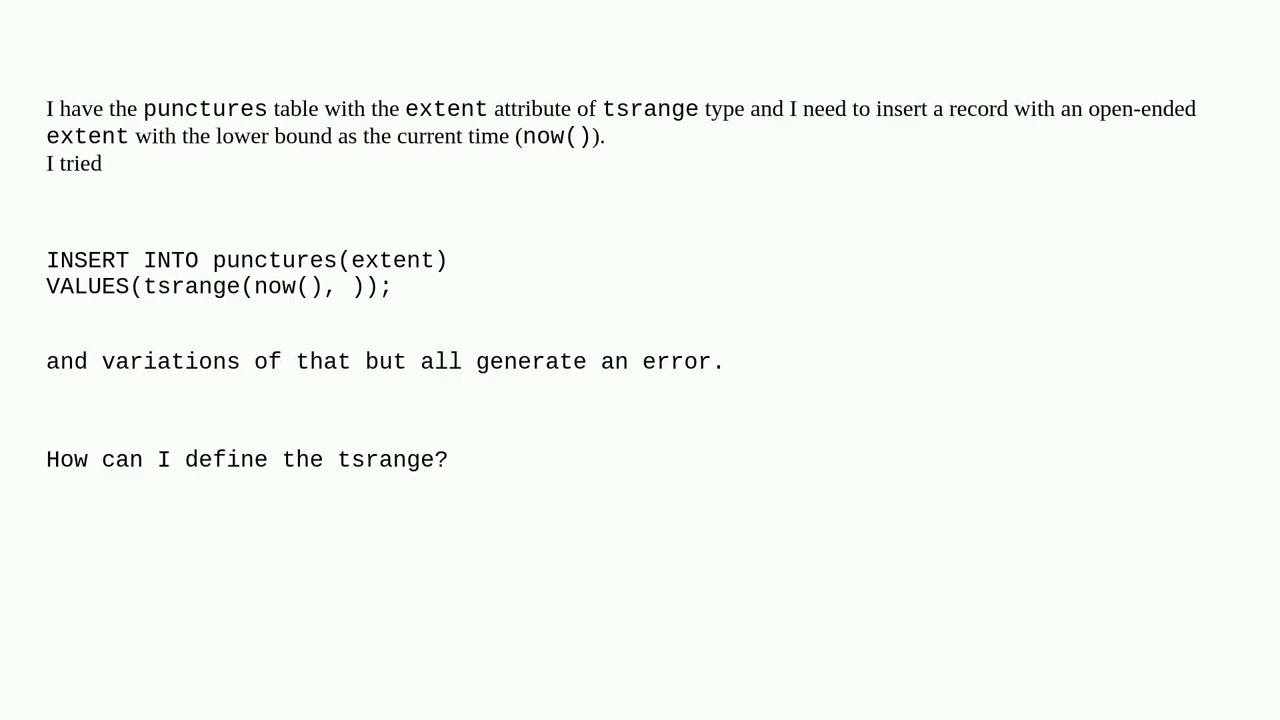 I have the punctures table with the extent attribute of tsrange type and I need to insert a record with an open-ended
extent with the lower bound as the current time (now()).
I tried
INSERT INTO punctures(extent)
VALUES(tsrange(now(), ));
and variations of that but all generate an error.
How can I define the tsrange?